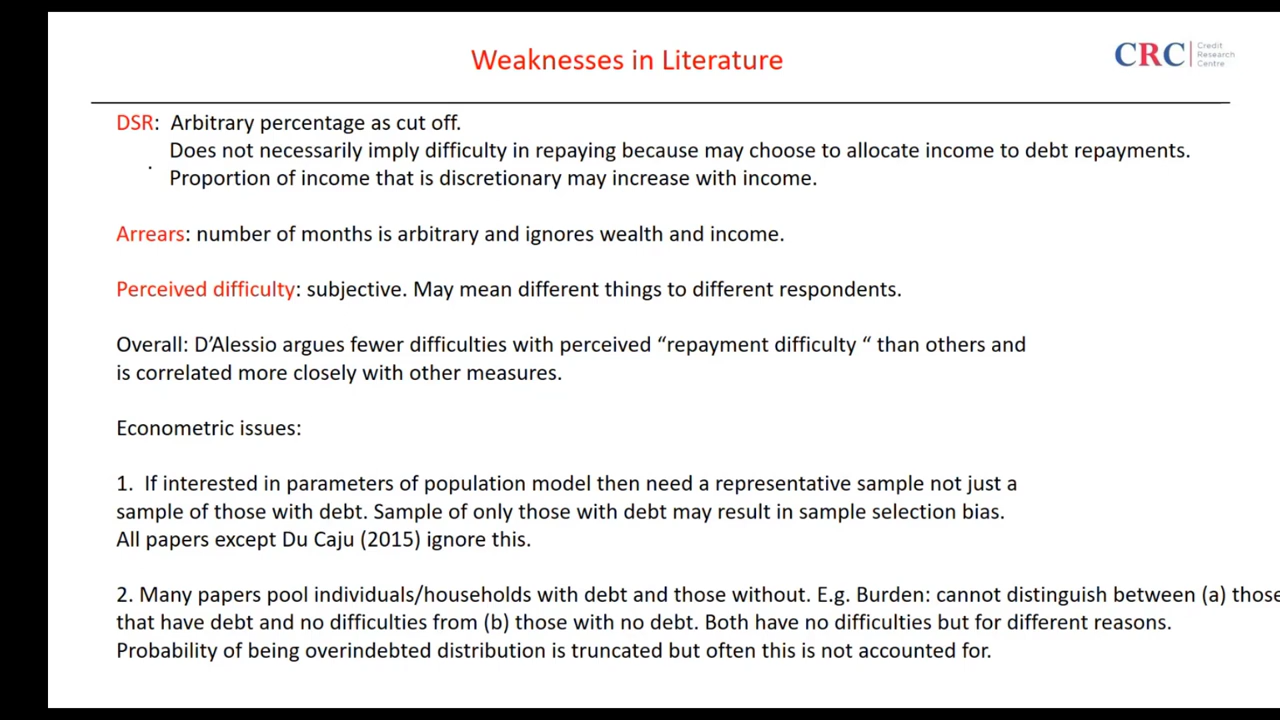 Weaknesses in Literature
CRC Credit
Research
Centre
DSR: Arbitrary percentage as cut off.
Does not necessarily imply difficulty in repaying because may choose to allocate income to debt repayments.
Proportion of income that is discretionary may increase with income.
Arrears: number of months is arbitrary and ignores wealth and income.
Perceived difficulty: subjective. May mean different things to different respondents.
Overall: D’Alessio argues fewer difficulties with perceived “repayment difficulty “ than others and
is correlated more closely with other measures.
Econometric issues:
1. If interested in parameters of population model then need a representative sample not just a
sample of those with debt. Sample of only those with debt may result in sample selection bias.
All papers except Du Caju (2015) ignore this.
2. Many papers pool individuals/households with debt and those without. E.g. Burden: cannot distinguish between (a) those
that have debt and no difficulties from (b) those with no debt. Both have no difficulties but for different reasons.
Probability of being overindebted distribution is truncated but often this is not accounted for.